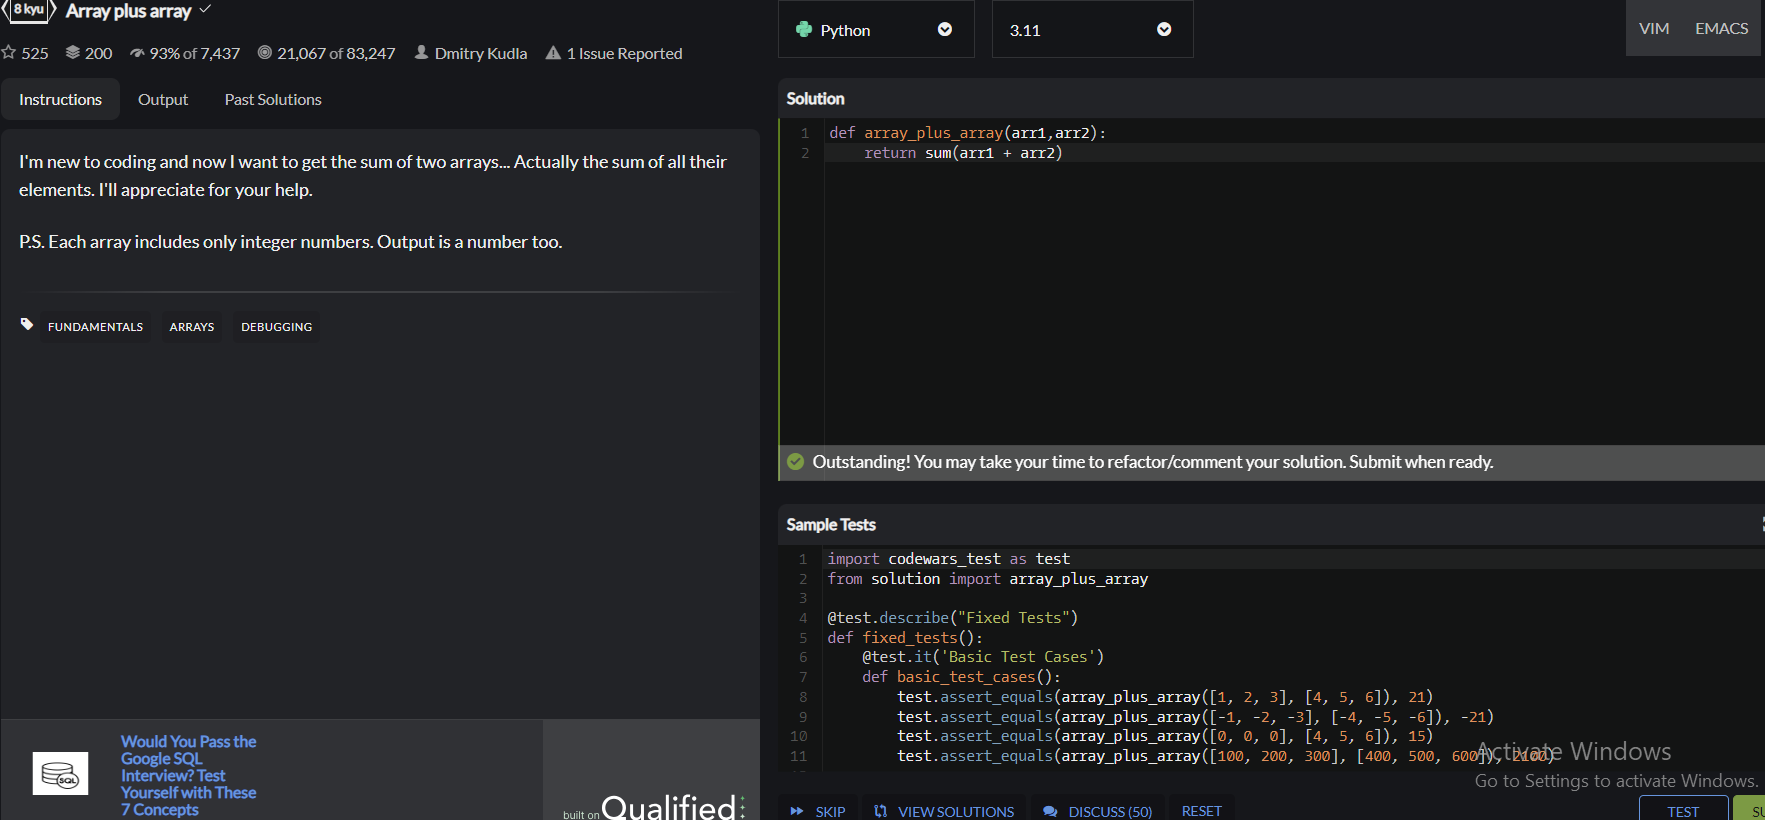 8 kyu Array plus array
525 200 93% of 7,437 21,067 of 83,247 Dmitry Kudla 1 Issue Reported
Instructions Output Past Solutions
I'm new to coding and now I want to get the sum of two arrays... Actually the sum of all their
elements. I'll appreciate for your help.
P.S. Each array includes only integer numbers. Output is a number too.
FUNDAMENTALS ARRAYS DEBUGGING
Would You Pass the
Google SQL
Interview? Test
Yourself with These
7 Concepts
SQL
built on Qualified
Python 3.11
VIM EMACS
Solution
1 def array_plus_array(arr1,arr2):
2     return sum(arr1 + arr2)
Outstanding! You may take your time to refactor/comment your solution. Submit when ready.
Sample Tests
1 import codewars_test as test
2 from solution import array_plus_array
3
4 @test.describe("Fixed Tests")
5 def fixed_tests():
6     @test.it('Basic Test Cases')
7     def basic_test_cases():
8         test.assert_equals(array_plus_array([1, 2, 3], [4, 5, 6]), 21)
9         test.assert_equals(array_plus_array([-1, -2, -3], [-4, -5, -6]), -21)
10         test.assert_equals(array_plus_array([0, 0, 0], [4, 5, 6]), 15)
11         test.assert_equals(array_plus_array([100, 200, 300], [400, 500, 600]), 2100)
Activate Windows
Go to Settings to activate Windows.
SKIP VIEW SOLUTIONS DISCUSS (50) RESET TEST